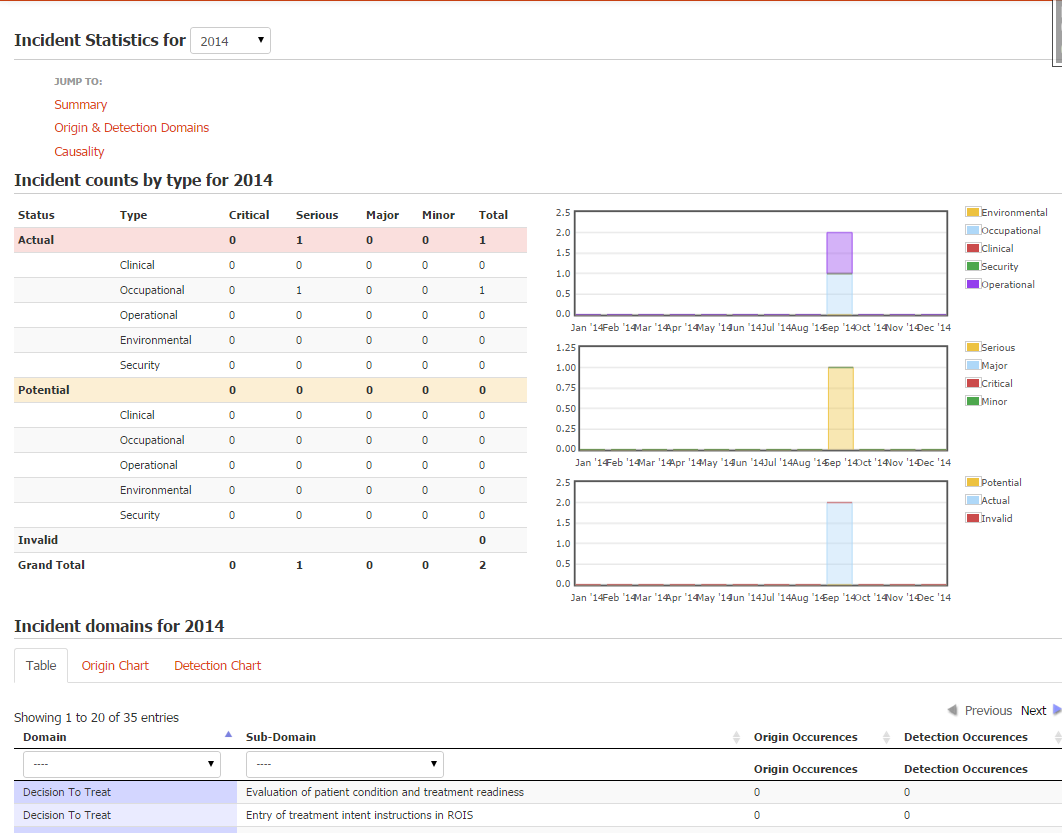 Incident Statistics for 2014
JUMP TO:
Summary
Origin & Detection Domains
Causality
Incident counts by type for 2014
Status Type Critical Serious Major Minor Total
Actual 0 1 0 0 1
Clinical 0 0 0 0 0
Occupational 0 1 0 0 1
Operational 0 0 0 0 0
Environmental 0 0 0 0 0
Security 0 0 0 0 0
Potential 0 0 0 0 0
Clinical 0 0 0 0 0
Occupational 0 0 0 0 0
Operational 0 0 0 0 0
Environmental 0 0 0 0 0
Security 0 0 0 0 0
Invalid 0
Grand Total 0 1 0 0 2
2.5
2.0
1.5
1.0
0.5
0.0
Jan '14 Feb '14 Mar '14 Apr '14 May '14 Jun '14 Jul '14 Aug '14 Sep '14 Oct '14 Nov '14 Dec '14
Environmental
Occupational
Clinical
Security
Operational
1.25
1.00
0.75
0.50
0.25
0.00
Jan '14 Feb '14 Mar '14 Apr '14 May '14 Jun '14 Jul '14 Aug '14 Sep '14 Oct '14 Nov '14 Dec '14
Serious
Major
Critical
Minor
2.5
2.0
1.5
1.0
0.5
0.0
Jan '14 Feb '14 Mar '14 Apr '14 May '14 Jun '14 Jul '14 Aug '14 Sep '14 Oct '14 Nov '14 Dec '14
Potential
Actual
Invalid
Incident domains for 2014
Table Origin Chart Detection Chart
Showing 1 to 20 of 35 entries
Previous Next
Domain Sub-Domain Origin Occurences Detection Occurences
---- ---- Origin Occurences Detection Occurences
Decision To Treat Evaluation of patient condition and treatment readiness 0 0
Decision To Treat Entry of treatment intent instructions in ROIS 0 0